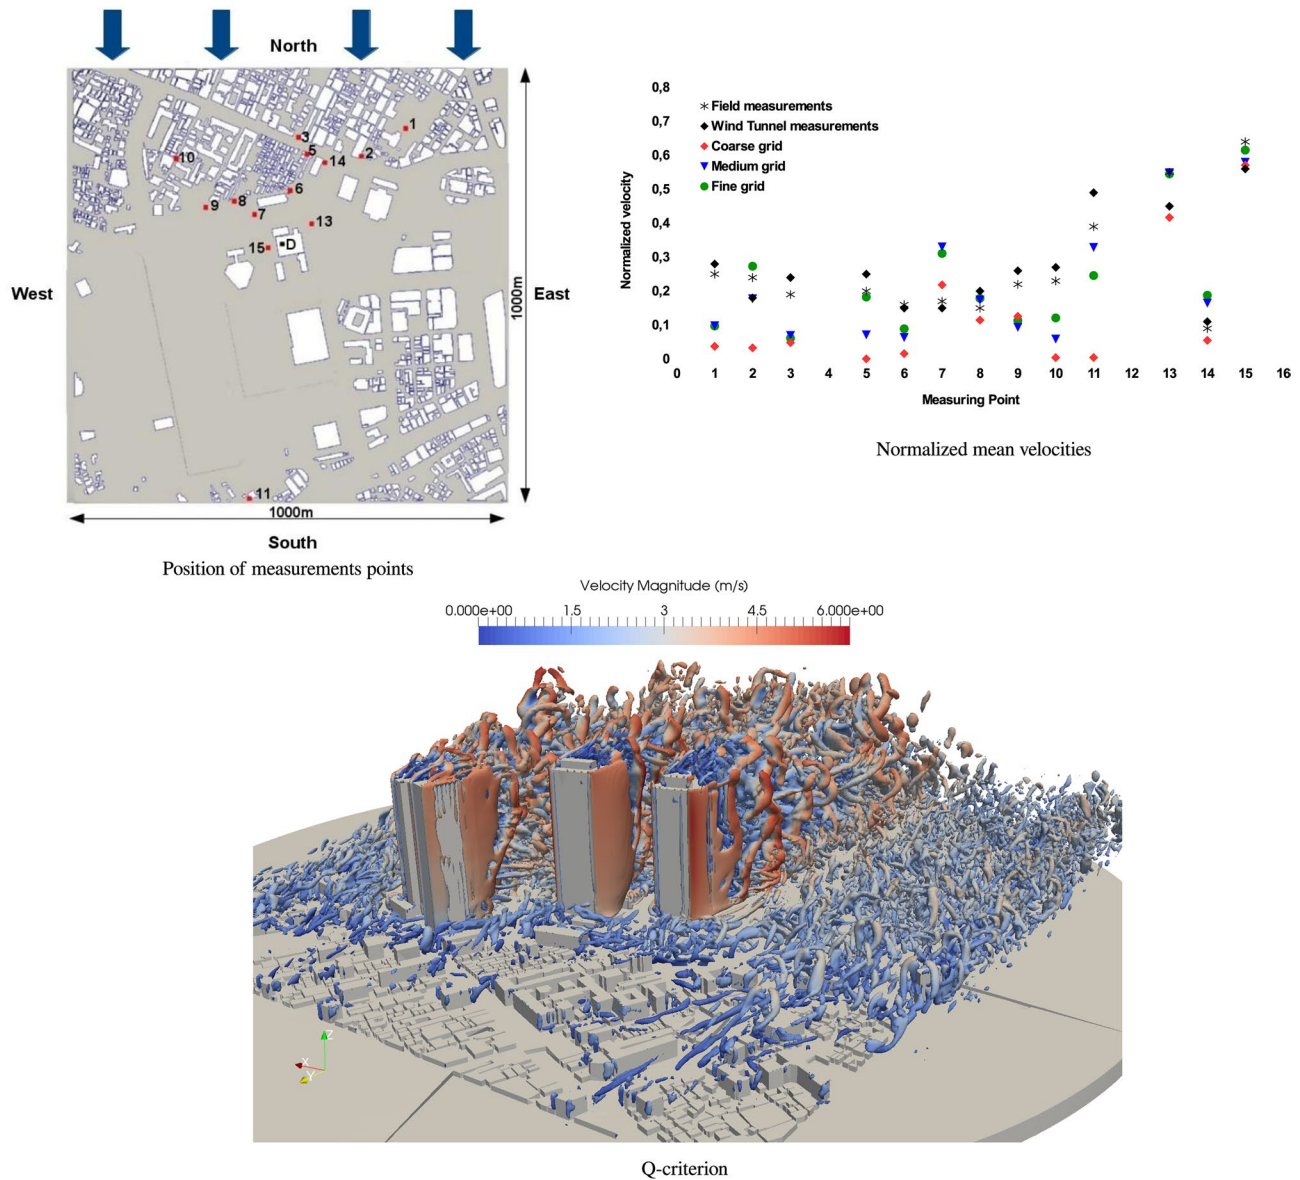 North
1
3
5
2
14
10
6
8
9
7
13
15
D
West
East
1000m
11
1000m
South
Position of measurements points
0,8
0,7
0,6
0,5
0,4
0,3
0,2
0,1
0
Normalized velocity
Field measurements
Wind Tunnel measurements
Coarse grid
Medium grid
Fine grid
0 1 2 3 4 5 6 7 8 9 10 11 12 13 14 15 16
Measuring Point
Normalized mean velocities
Velocity Magnitude (m/s)
0.000e+00 1.5 3 4.5 6.000e+00
Z
X
Y
Q-criterion